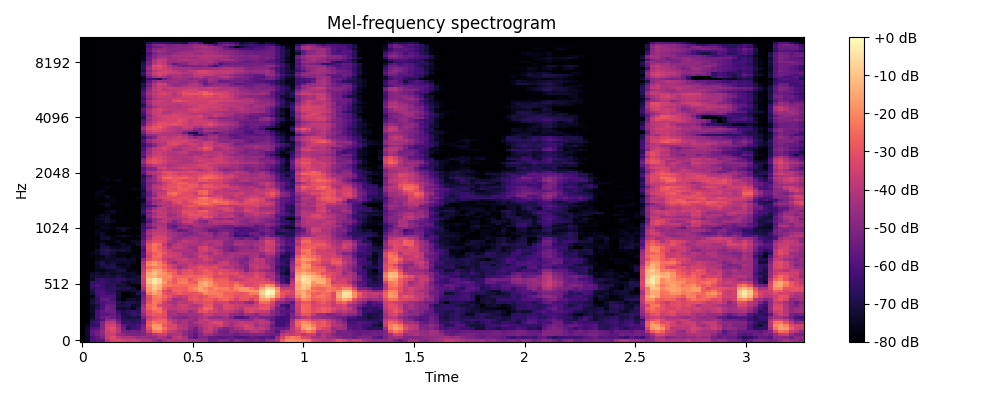 Mel-frequency spectrogram
Hz
8192
4096
2048
1024
512
0
0
0.5
1
1.5
2
2.5
3
Time
+0 dB
-10 dB
-20 dB
-30 dB
-40 dB
-50 dB
-60 dB
-70 dB
-80 dB